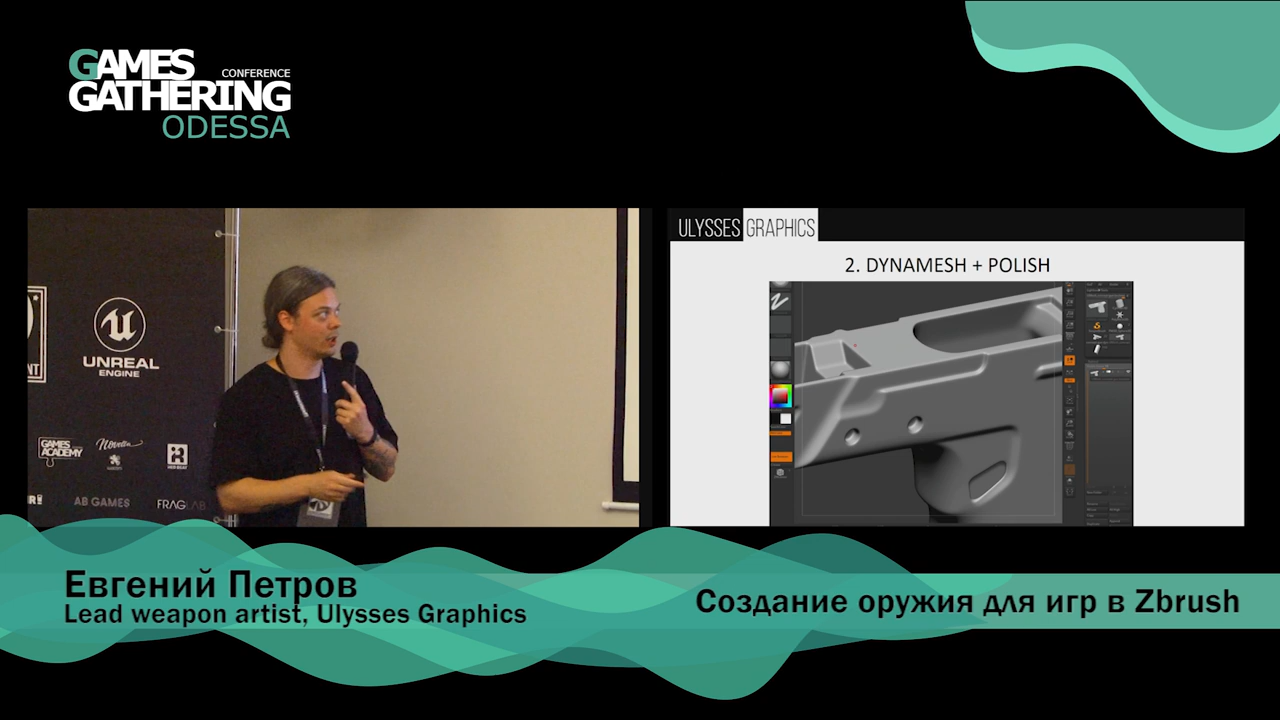 GAMES
CONFERENCE
GATHERING
ODESSA
UNREAL
ENGINE
GAMES
ACADEMY
Novella
AB GAMES
FRAGLAB
ULYSSES GRAPHICS
2. DYNAMESH + POLISH
Евгений Петров
Lead weapon artist, Ulysses Graphics
Создание оружия для игр в Zbrush